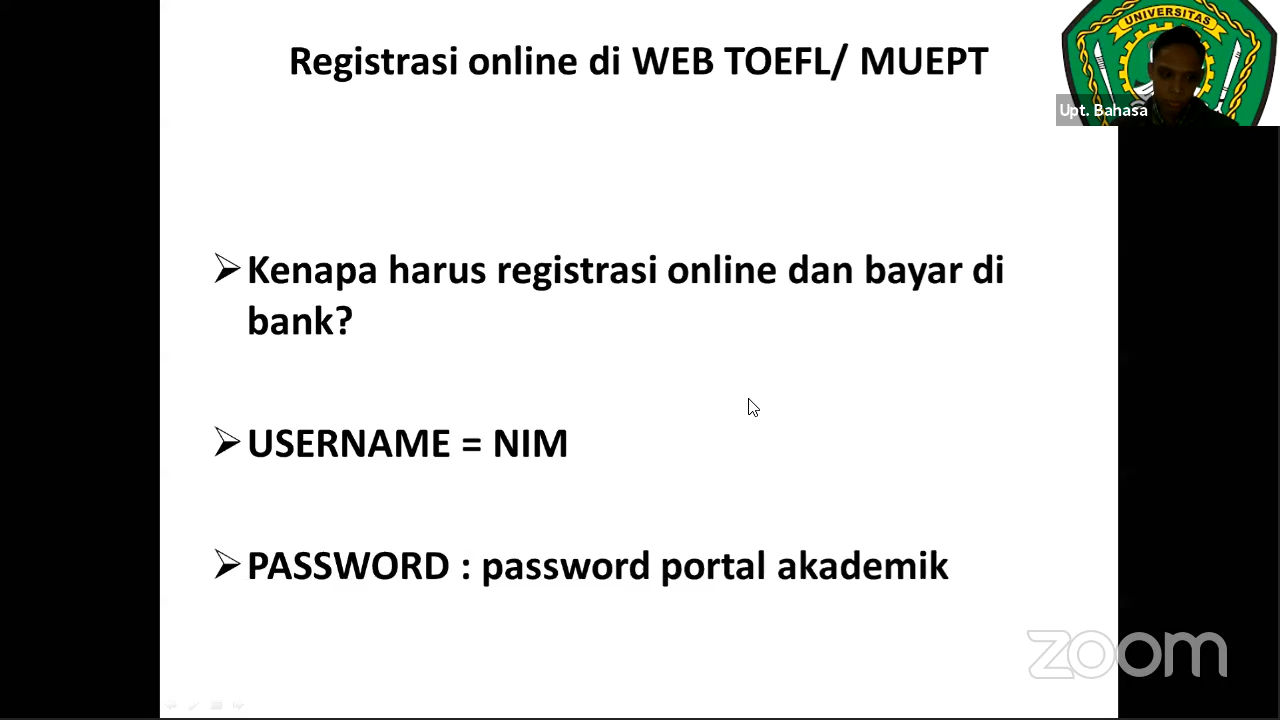 Registrasi online di WEB TOEFL/ MUEPT
UNIVERSITAS
Upt. Bahasa
Kenapa harus registrasi online dan bayar di
bank?
USERNAME = NIM
PASSWORD : password portal akademik
zoom